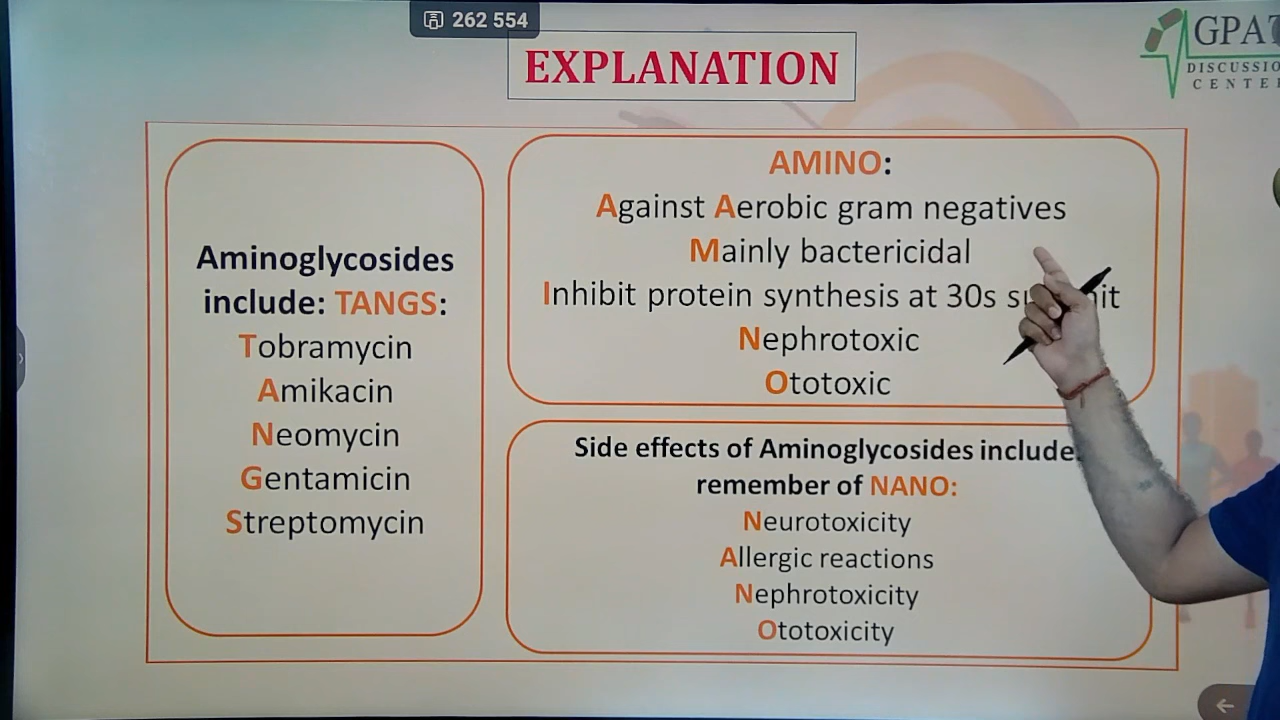 262 554
EXPLANATION
GPAT
DISCUSSIO
CENTE
Aminoglycosides
include: TANGS:
Tobramycin
Amikacin
Neomycin
Gentamicin
Streptomycin
AMINO:
Against Aerobic gram negatives
Mainly bactericidal
Inhibit protein synthesis at 30s
Nephrotoxic
Ototoxic
Side effects of Aminoglycosides include
remember of NANO:
Neurotoxicity
Allergic reactions
Nephrotoxicity
Ototoxicity